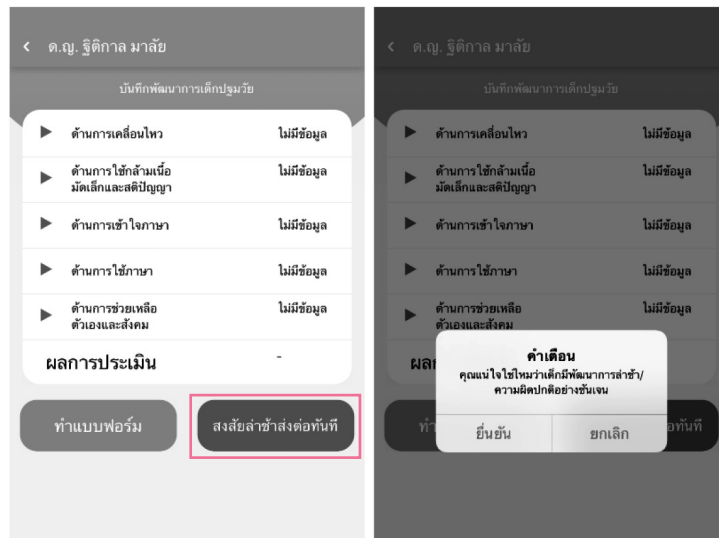 ด.ญ. ฐิติกาล มาลัย
บันทึกพัฒนาการเด็กปฐมวัย
ด้านการเคลื่อนไหว ไม่มีข้อมูล
ด้านการใช้กล้ามเนื้อ ไม่มีข้อมูล
มัดเล็กและสติปัญญา
ด้านการเข้าใจภาษา ไม่มีข้อมูล
ด้านการใช้ภาษา ไม่มีข้อมูล
ด้านการช่วยเหลือ ไม่มีข้อมูล
ตัวเองและสังคม
ผลการประเมิน -
ทำแบบฟอร์ม สงสัยล่าช้าส่งต่อทันที
ด.ญ. ฐิติกาล มาลัย
บันทึกพัฒนาการเด็กปฐมวัย
ด้านการเคลื่อนไหว ไม่มีข้อมูล
ด้านการใช้กล้ามเนื้อ ไม่มีข้อมูล
มัดเล็กและสติปัญญา
ด้านการเข้าใจภาษา ไม่มีข้อมูล
ด้านการใช้ภาษา ไม่มีข้อมูล
ด้านการช่วยเหลือ ไม่มีข้อมูล
ตัวเองและสังคม
คำเตือน
คุณแน่ใจใช่ไหมว่าเด็กมีพัฒนาการล่าช้า/
ความผิดปกติอย่างชันเจน
ยืนยัน ยกเลิก